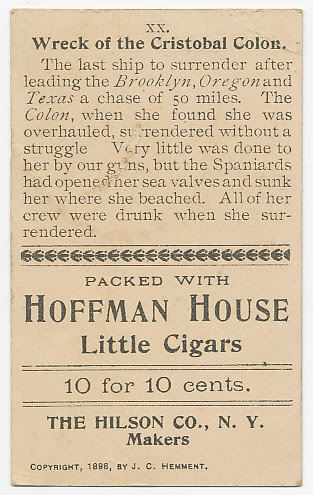 XX.
Wreck of the Cristobal Colon.
The last ship to surrender after
leading the Brooklyn, Oregon and
Texas a chase of 50 miles. The
Colon, when she found she was
overhauled, surrendered without a
struggle Very little was done to
her by our guns, but the Spaniards
had opened her sea valves and sunk
her where she beached. All of her
crew were drunk when she sur-
rendered.
PACKED WITH
HOFFMAN HOUSE
Little Cigars
10 for 10 cents.
THE HILSON CO., N. Y.
Makers
COPYRIGHT, 1898, BY J. C. HEMMENT.